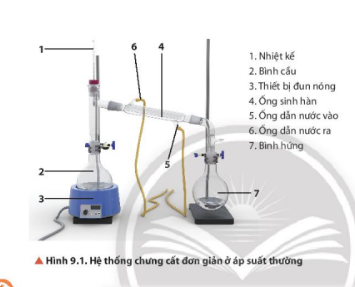 1
6
4
5
2
3
7
1. Nhiệt kế
2. Bình cầu
3. Thiết bị đun nóng
4. Ống sinh hàn
5. Ống dẫn nước vào
6. Ống dẫn nước ra
7. Bình hứng
▲ Hình 9.1. Hệ thống chưng cất đơn giản ở áp suất thường